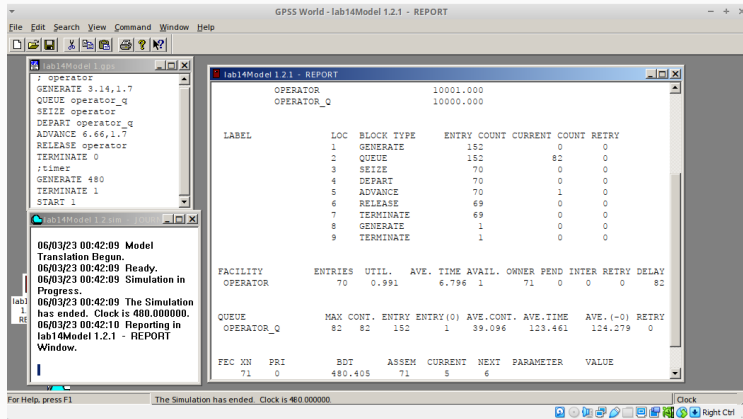 GPSS World - lab14Model 1.2.1 - REPORT
File Edit Search View Command Window Help
lab14Model 1.gps
; operator
GENERATE 3.14,1.7
QUEUE operator_q
SEIZE operator
DEPART operator_q
ADVANCE 6.66,1.7
RELEASE operator
TERMINATE 0
;timer
GENERATE 480
TERMINATE 1
START 1
lab14Model 1.2.sim - JOUR
06/03/23 00:42:09 Model
Translation Begun.
06/03/23 00:42:09 Ready.
06/03/23 00:42:09 Simulation in
Progress.
06/03/23 00:42:09 The Simulation
has ended. Clock is 480.000000.
06/03/23 00:42:10 Reporting in
lab14Model 1.2.1 - REPORT
Window.
lab14Model 1.2.1 - REPORT
OPERATOR 10001.000
OPERATOR_Q 10000.000
LABEL LOC BLOCK TYPE ENTRY COUNT CURRENT COUNT RETRY
1 GENERATE 152 0 0
2 QUEUE 152 82 0
3 SEIZE 70 0 0
4 DEPART 70 0 0
5 ADVANCE 70 1 0
6 RELEASE 69 0 0
7 TERMINATE 69 0 0
8 GENERATE 1 0 0
9 TERMINATE 1 0 0
FACILITY ENTRIES UTIL. AVE. TIME AVAIL. OWNER PEND INTER RETRY DELAY
OPERATOR 70 0.991 6.796 1 71 0 0 0 82
QUEUE MAX CONT. ENTRY ENTRY(0) AVE.CONT. AVE.TIME AVE.(-0) RETRY
OPERATOR_Q 82 82 152 1 39.096 123.461 124.279 0
FEC XN PRI BDT ASSEM CURRENT NEXT PARAMETER VALUE
71 0 480.405 71 5 6
lab1
1.
RE
For Help, press F1 The Simulation has ended. Clock is 480.000000. Clock
Right Ctrl